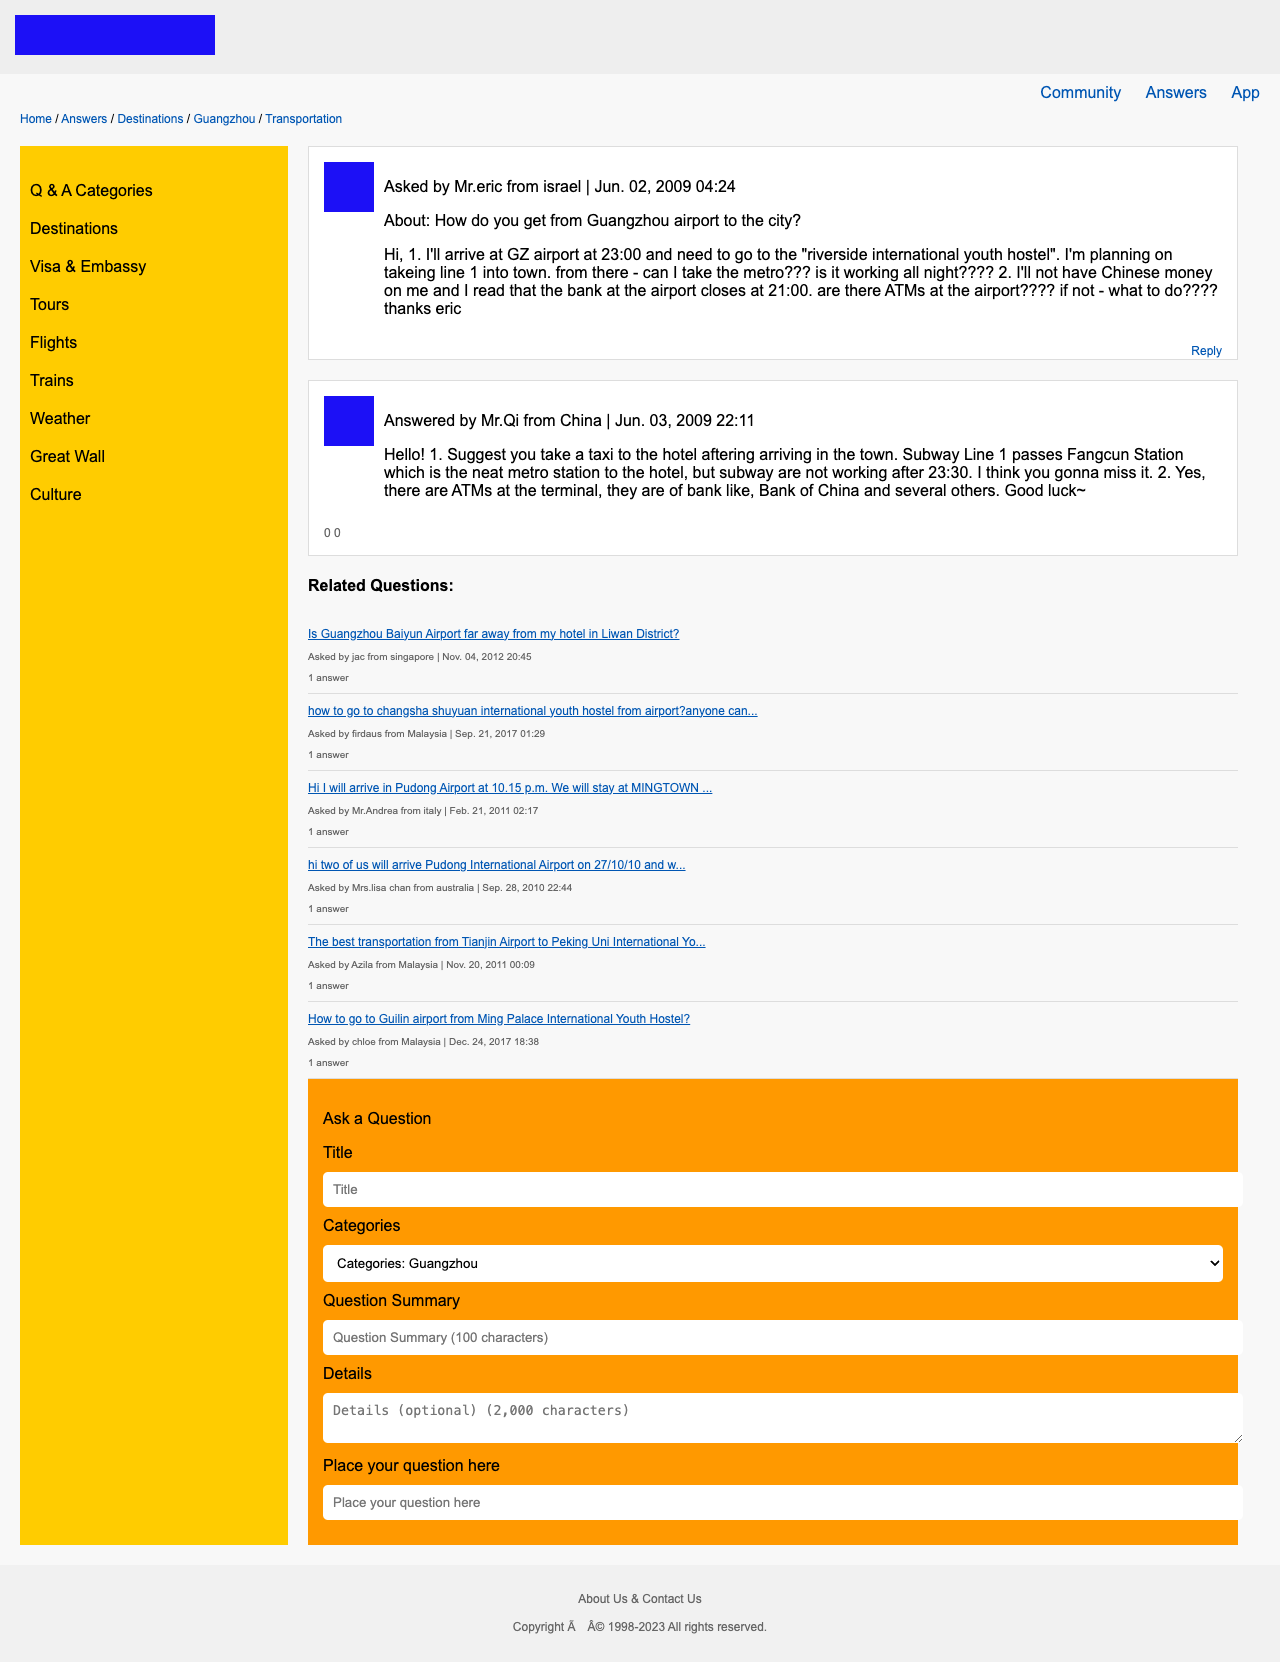 Community Answers App
Home / Answers / Destinations / Guangzhou / Transportation
Q & A Categories
Destinations
Visa & Embassy
Tours
Flights
Trains
Weather
Great Wall
Culture
Asked by Mr.eric from israel | Jun. 02, 2009 04:24
About: How do you get from Guangzhou airport to the city?
Hi, 1. I'll arrive at GZ airport at 23:00 and need to go to the "riverside international youth hostel". I'm planning on
takeing line 1 into town. from there - can I take the metro??? is it working all night???? 2. I'll not have Chinese money
on me and I read that the bank at the airport closes at 21:00. are there ATMs at the airport???? if not - what to do????
thanks eric
Reply
Answered by Mr.Qi from China | Jun. 03, 2009 22:11
Hello! 1. Suggest you take a taxi to the hotel aftering arriving in the town. Subway Line 1 passes Fangcun Station
which is the neat metro station to the hotel, but subway are not working after 23:30. I think you gonna miss it. 2. Yes,
there are ATMs at the terminal, they are of bank like, Bank of China and several others. Good luck~
0 0
Related Questions:
Is Guangzhou Baiyun Airport far away from my hotel in Liwan District?
Asked by jac from singapore | Nov. 04, 2012 20:45
1 answer
how to go to changsha shuyuan international youth hostel from airport?anyone can...
Asked by firdaus from Malaysia | Sep. 21, 2017 01:29
1 answer
Hi I will arrive in Pudong Airport at 10.15 p.m. We will stay at MINGTOWN ...
Asked by Mr.Andrea from italy | Feb. 21, 2011 02:17
1 answer
hi two of us will arrive Pudong International Airport on 27/10/10 and w...
Asked by Mrs.lisa chan from australia | Sep. 28, 2010 22:44
1 answer
The best transportation from Tianjin Airport to Peking Uni International Yo...
Asked by Azila from Malaysia | Nov. 20, 2011 00:09
1 answer
How to go to Guilin airport from Ming Palace International Youth Hostel?
Asked by chloe from Malaysia | Dec. 24, 2017 18:38
1 answer
Ask a Question
Title
Title
Categories
Categories: Guangzhou
Question Summary
Question Summary (100 characters)
Details
Details (optional) (2,000 characters)
Place your question here
Place your question here
About Us & Contact Us
Copyright Ã Â© 1998-2023 All rights reserved.